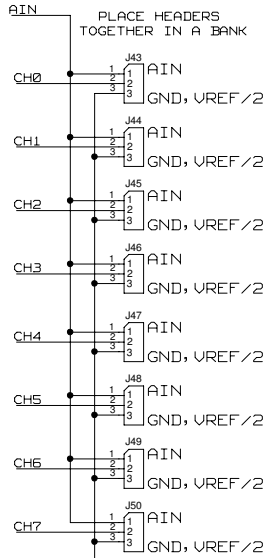 AIN
PLACE HEADERS
TOGETHER IN A BANK
J43
1 1 AIN
CH0 2 2
3 3 GND, VREF/2
J44
1 1 AIN
CH1 2 2
3 3 GND, VREF/2
J45
1 1 AIN
CH2 2 2
3 3 GND, VREF/2
J46
1 1 AIN
CH3 2 2
3 3 GND, VREF/2
J47
1 1 AIN
CH4 2 2
3 3 GND, VREF/2
J48
1 1 AIN
CH5 2 2
3 3 GND, VREF/2
J49
1 1 AIN
CH6 2 2
3 3 GND, VREF/2
J50
1 1 AIN
CH7 2 2
3 3 GND, VREF/2